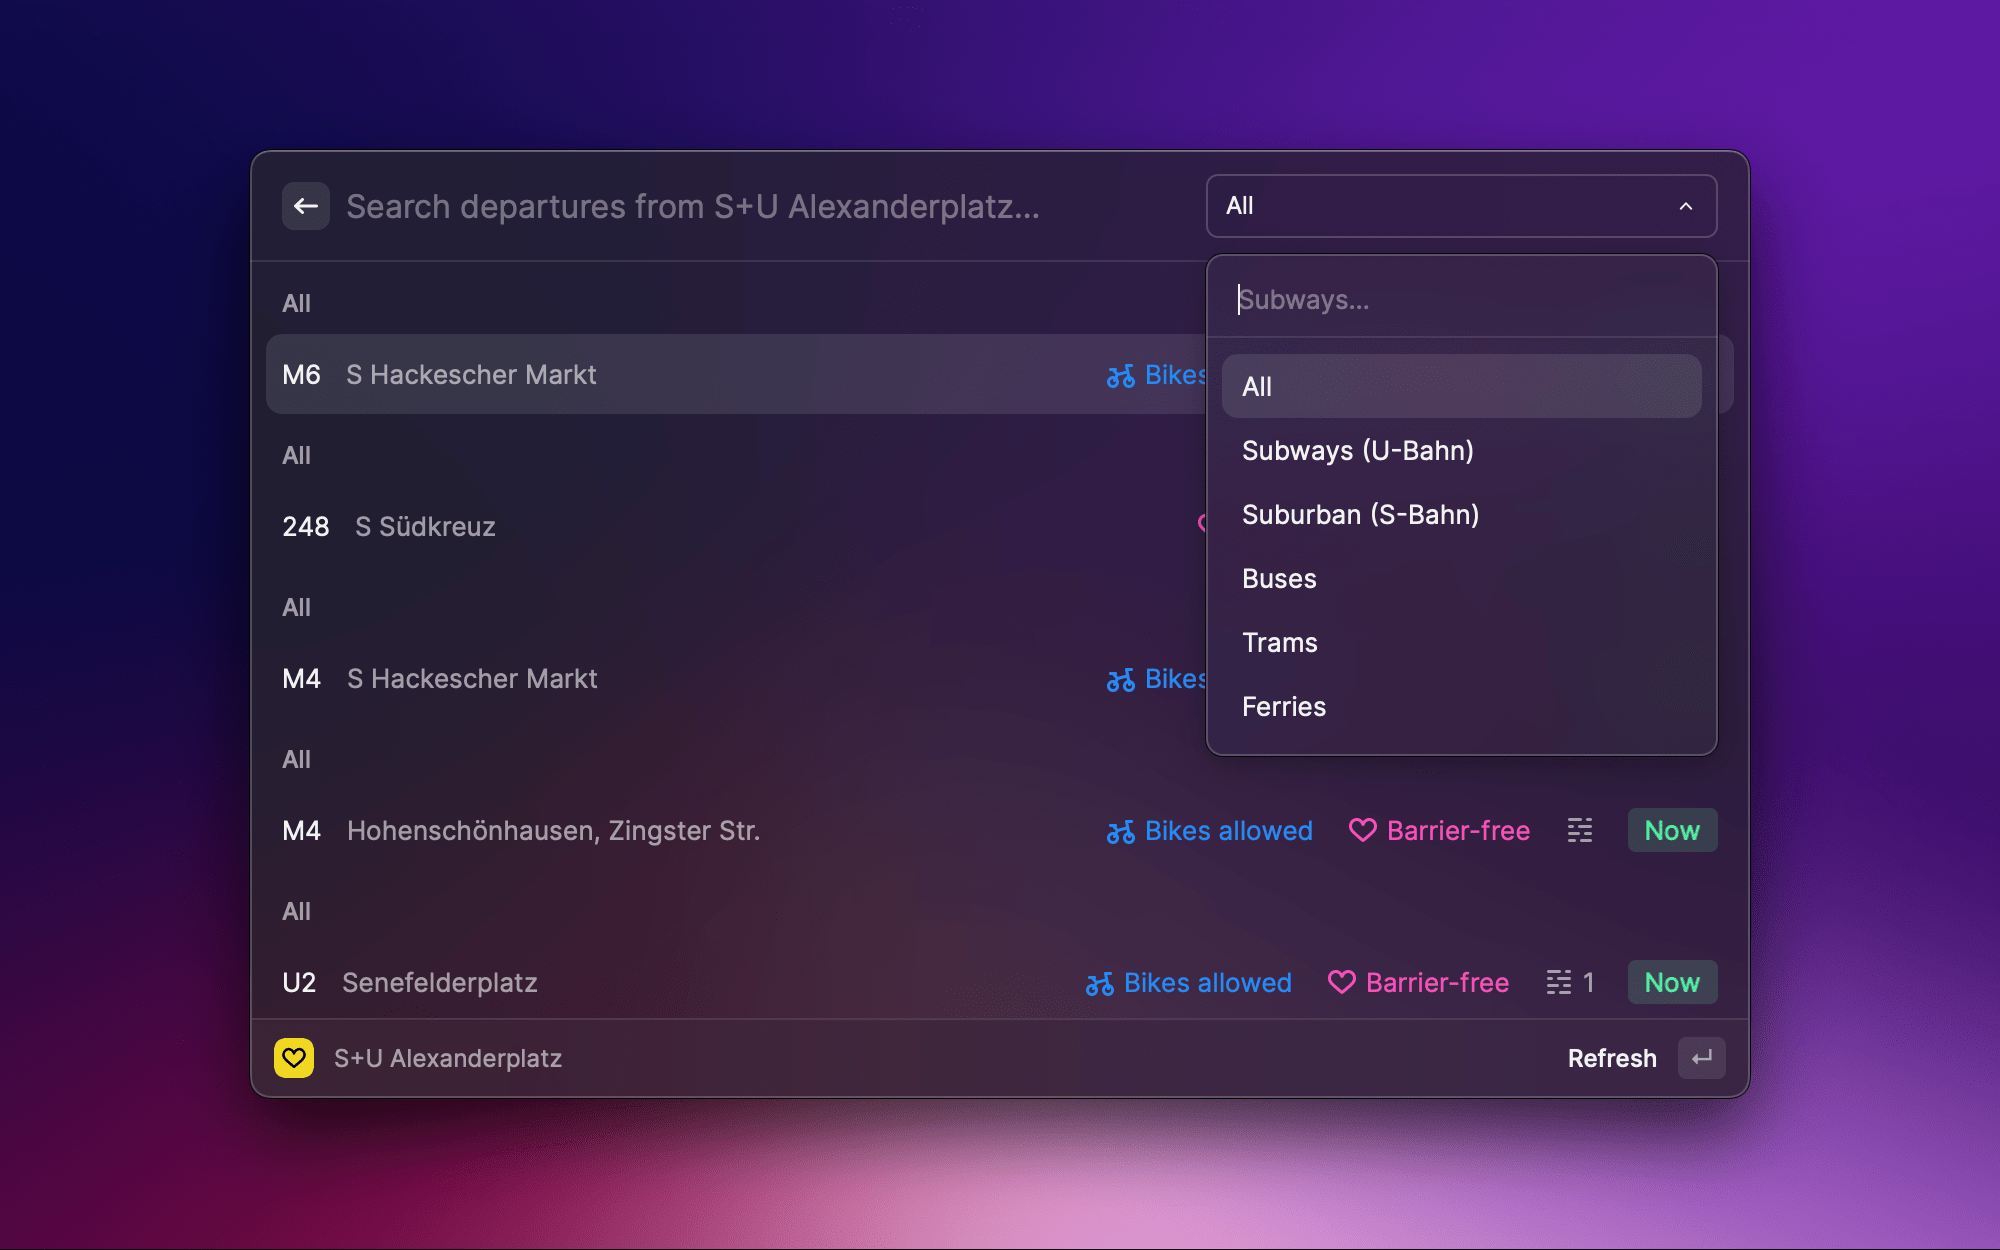 Search departures from S+U Alexanderplatz...
All
Subways...
All
Subways (U-Bahn)
Suburban (S-Bahn)
Buses
Trams
Ferries
All
M6 S Hackescher Markt Bikes
All
248 S Südkreuz
All
M4 S Hackescher Markt Bikes
All
M4 Hohenschönhausen, Zingster Str. Bikes allowed Barrier-free Now
All
U2 Senefelderplatz Bikes allowed Barrier-free 1 Now
S+U Alexanderplatz Refresh